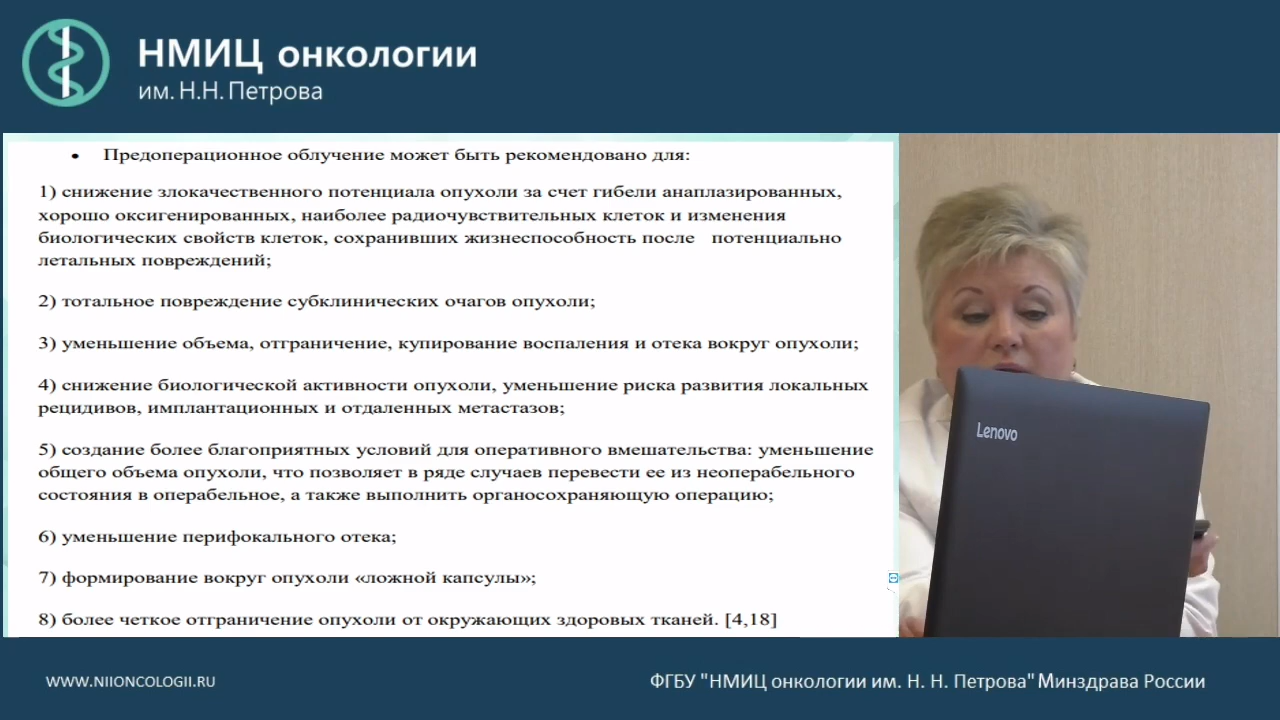 НМИЦ онкологии
им. Н.Н. Петрова
• Предоперационное облучение может быть рекомендовано для:
1) снижение злокачественного потенциала опухоли за счет гибели анаплазированных,
хорошо оксигенированных, наиболее радиочувствительных клеток и изменения
биологических свойств клеток, сохранивших жизнеспособность после потенциально
летальных повреждений;
2) тотальное повреждение субклинических очагов опухоли;
3) уменьшение объема, отграничение, купирование воспаления и отека вокруг опухоли;
4) снижение биологической активности опухоли, уменьшение риска развития локальных
рецидивов, имплантационных и отдаленных метастазов;
5) создание более благоприятных условий для оперативного вмешательства: уменьшение
общего объема опухоли, что позволяет в ряде случаев перевести ее из неоперабельного
состояния в операбельное, а также выполнить органосохраняющую операцию;
6) уменьшение перифокального отека;
7) формирование вокруг опухоли «ложной капсулы»;
8) более четкое отграничение опухоли от окружающих здоровых тканей. [4,18]
Lenovo
WWW.NIIONCOLOGII.RU
ФГБУ "НМИЦ онкологии им. Н. Н. Петрова" Минздрава России